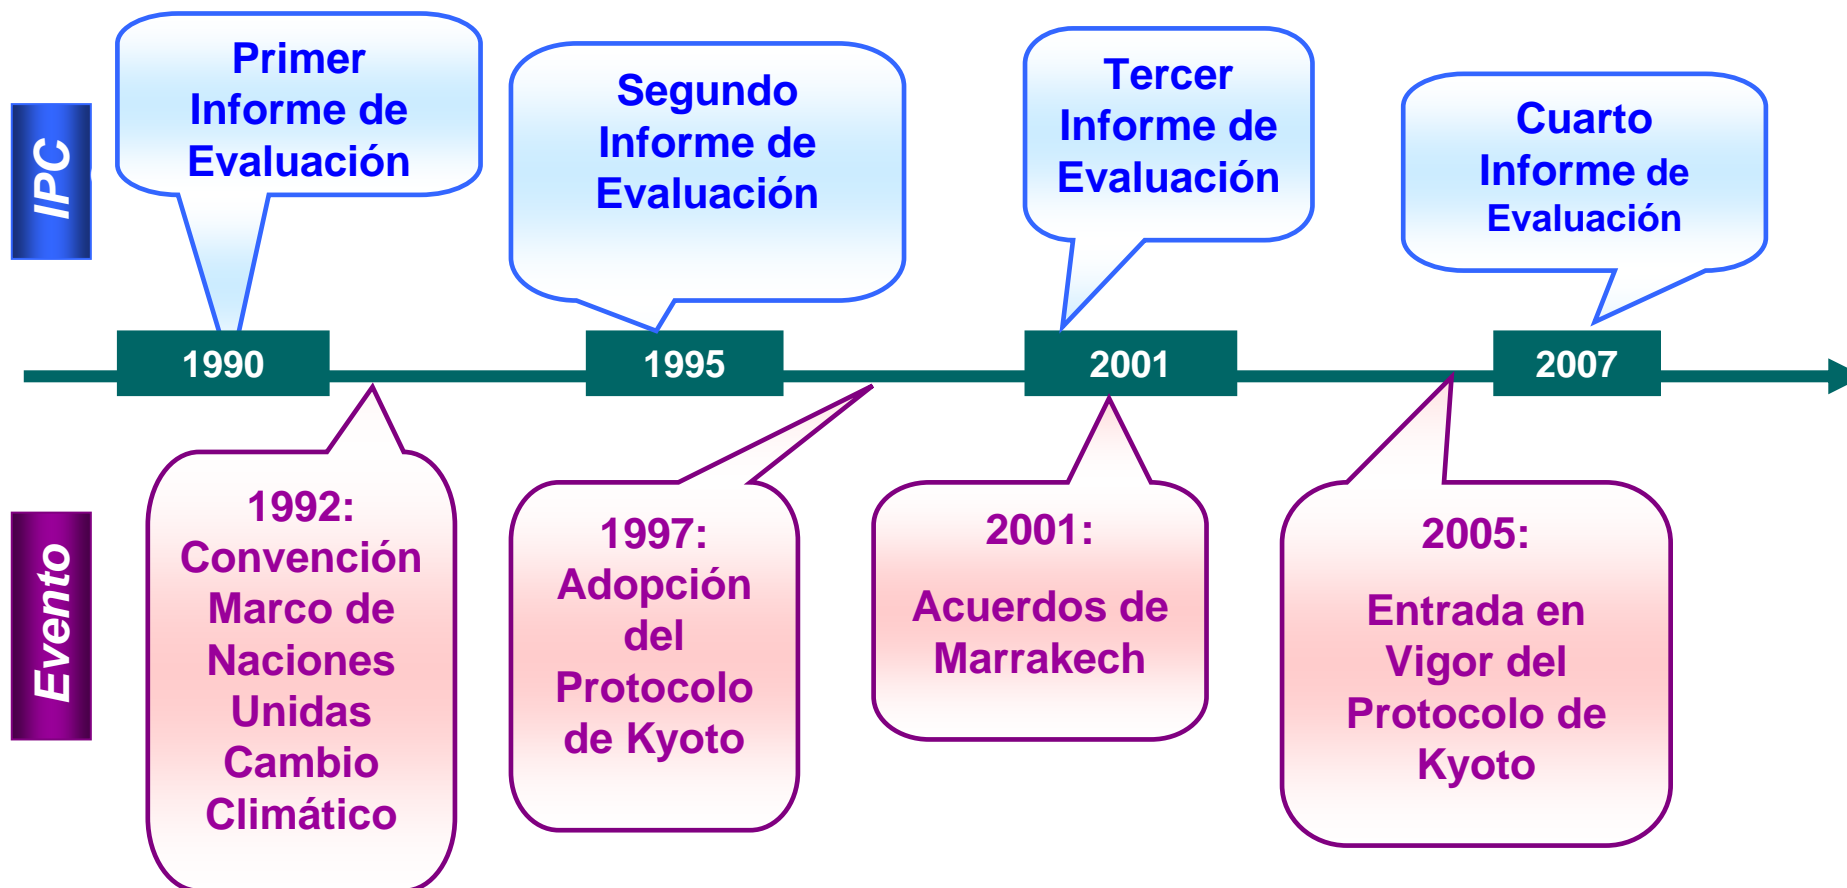 IPC
Primer
Informe de
Evaluación
Segundo
Informe de
Evaluación
Tercer
Informe de
Evaluación
Cuarto
Informe de
Evaluación
1990
1995
2001
2007
Evento
1992:
Convención
Marco de
Naciones
Unidas
Cambio
Climático
1997:
Adopción
del
Protocolo
de Kyoto
2001:
Acuerdos de
Marrakech
2005:
Entrada en
Vigor del
Protocolo de
Kyoto